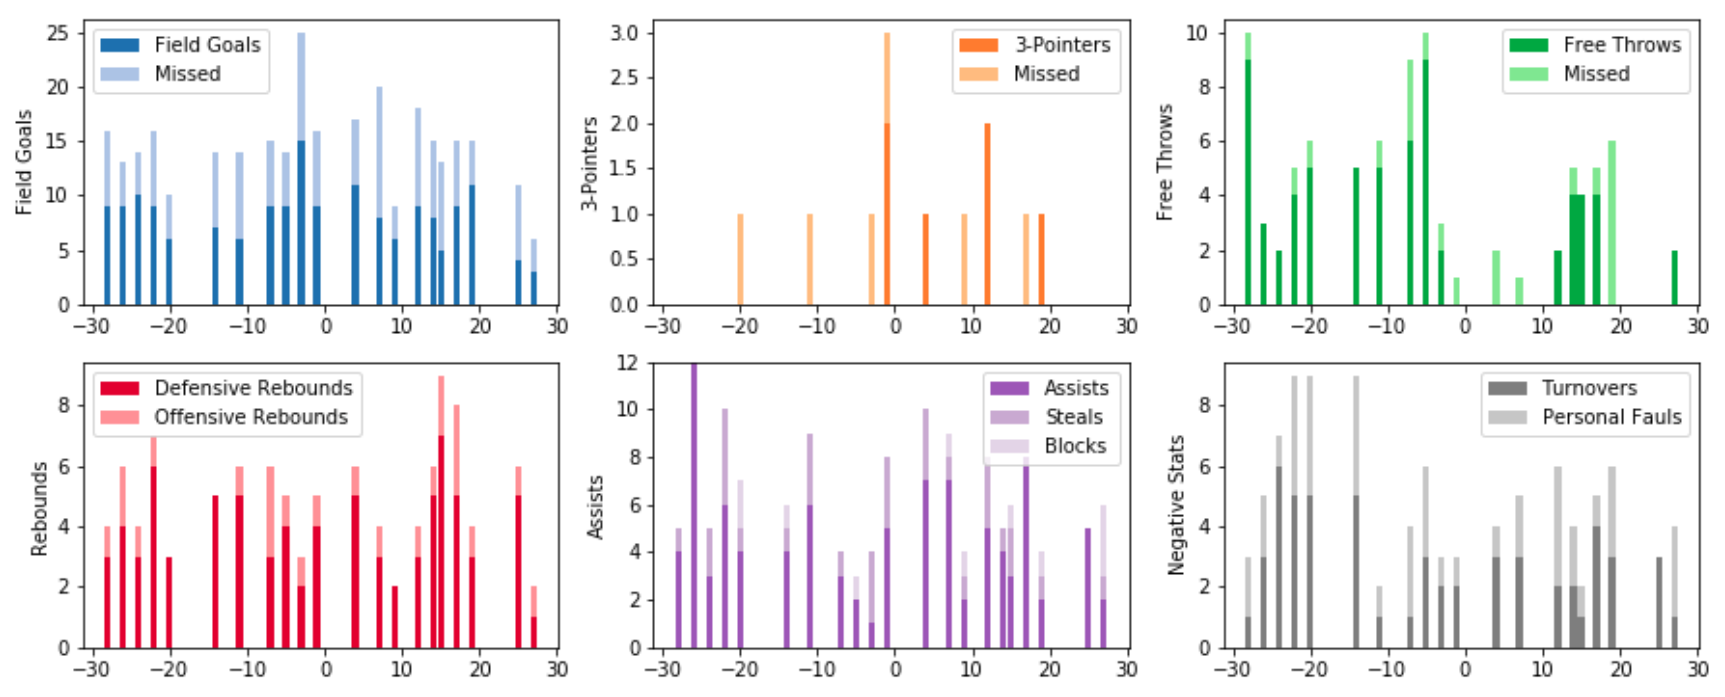 Field Goals
Missed
Field Goals
25
20
15
10
5
0
−30 −20 −10 0 10 20 30
3-Pointers
Missed
3-Pointers
3.0
2.5
2.0
1.5
1.0
0.5
0.0
−30 −20 −10 0 10 20 30
Free Throws
Missed
Free Throws
10
8
6
4
2
0
−30 −20 −10 0 10 20 30
Defensive Rebounds
Offensive Rebounds
Rebounds
8
6
4
2
0
−30 −20 −10 0 10 20 30
Assists
Steals
Blocks
Assists
12
10
8
6
4
2
0
−30 −20 −10 0 10 20 30
Turnovers
Personal Fauls
Negative Stats
8
6
4
2
0
−30 −20 −10 0 10 20 30